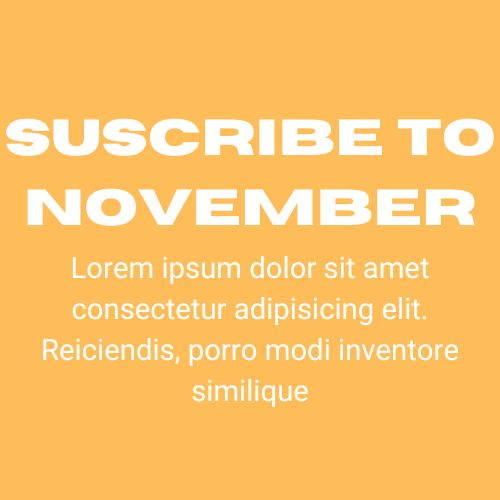 SUSCRIBE TO
NOVEMBER
Lorem ipsum dolor sit amet
consectetur adipisicing elit.
Reiciendis, porro modi inventore
similique